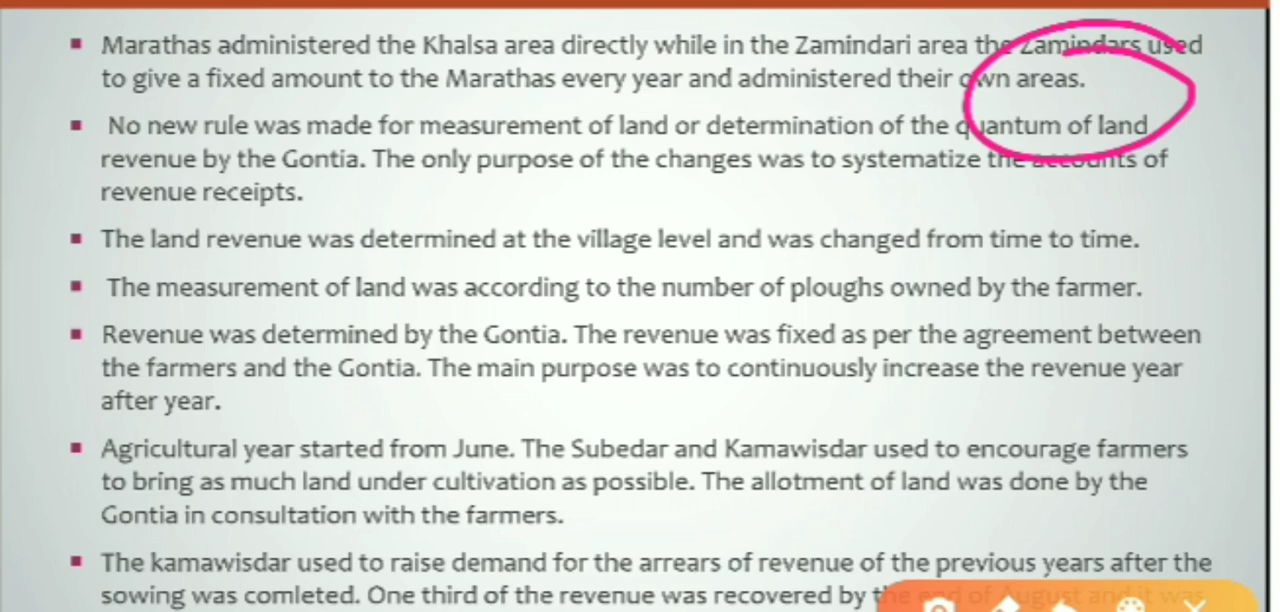 ▪ Marathas administered the Khalsa area directly while in the Zamindari area the Zamindars used
to give a fixed amount to the Marathas every year and administered their own areas.
▪ No new rule was made for measurement of land or determination of the quantum of land
revenue by the Gontia. The only purpose of the changes was to systematize the accounts of
revenue receipts.
▪ The land revenue was determined at the village level and was changed from time to time.
▪ The measurement of land was according to the number of ploughs owned by the farmer.
▪ Revenue was determined by the Gontia. The revenue was fixed as per the agreement between
the farmers and the Gontia. The main purpose was to continuously increase the revenue year
after year.
▪ Agricultural year started from June. The Subedar and Kamawisdar used to encourage farmers
to bring as much land under cultivation as possible. The allotment of land was done by the
Gontia in consultation with the farmers.
▪ The kamawisdar used to raise demand for the arrears of revenue of the previous years after the
sowing was comleted. One third of the revenue was recovered by the end of August and it was